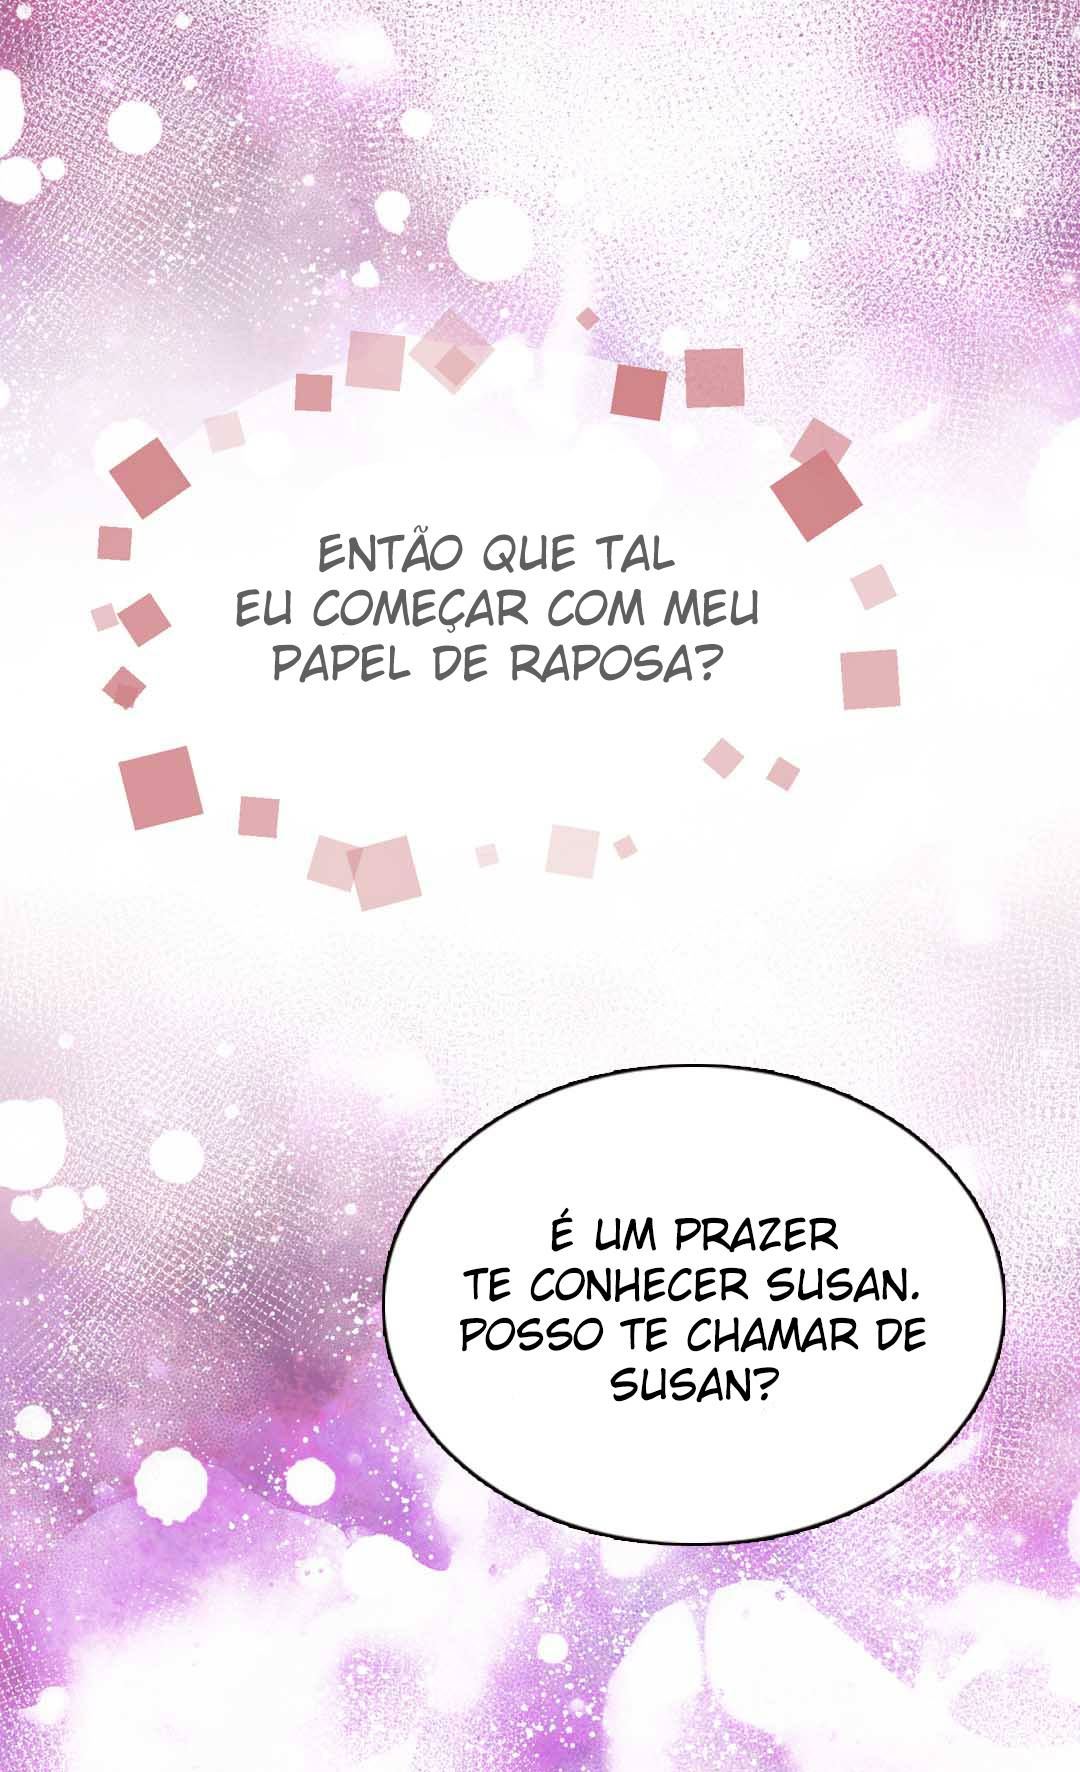 ENTÃO QUE TAL
EU COMEÇAR COM MEU
PAPEL DE RAPOSA?
É UM PRAZER
TE CONHECER SUSAN.
POSSO TE CHAMAR DE
SUSAN?